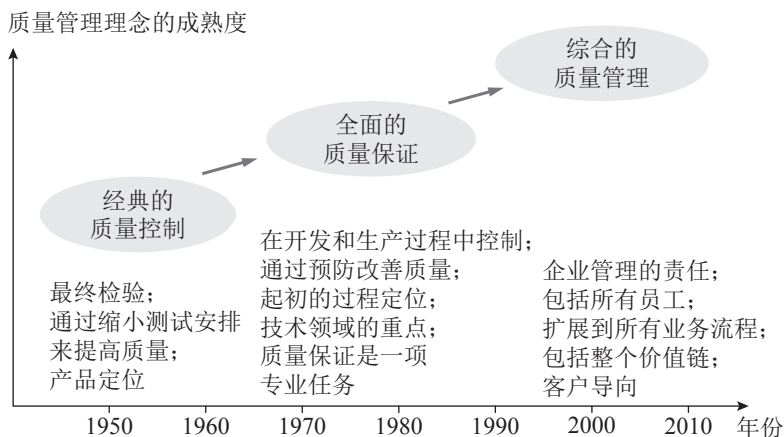 质量管理理念的成熟度
综合的
质量管理
全面的
质量保证
经典的
质量控制
最终检验；
通过缩小测试安排
来提高质量；
产品定位
在开发和生产过程中控制；
通过预防改善质量；
起初的过程定位；
技术领域的重点；
质量保证是一项
专业任务
企业管理的责任；
包括所有员工；
扩展到所有业务流程；
包括整个价值链；
客户导向
1950 1960 1970 1980 1990 2000 2010 年份